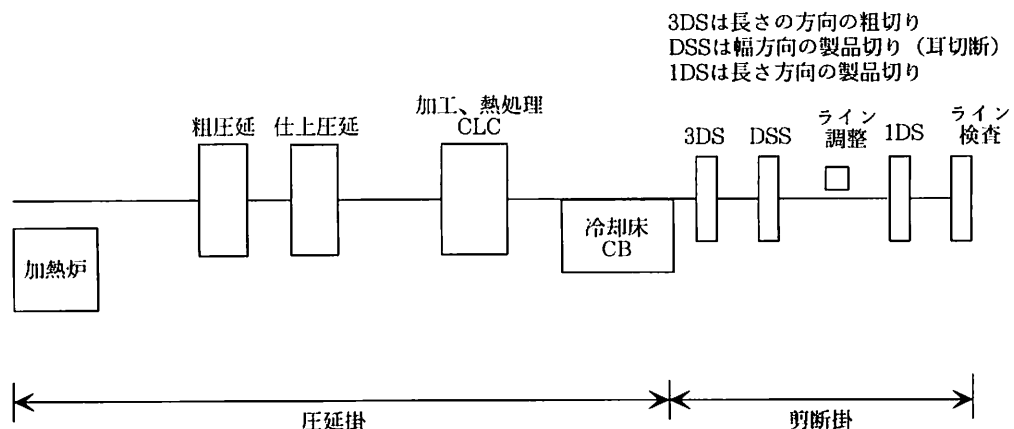 3DSは長さの方向の粗切り
DSSは幅方向の製品切り（耳切断）
1DSは長さ方向の製品切り
粗圧延
仕上圧延
加工、熱処理
CLC
3DS
DSS
ライン
調整
1DS
ライン
検査
加熱炉
冷却床
CB
圧延掛
剪断掛